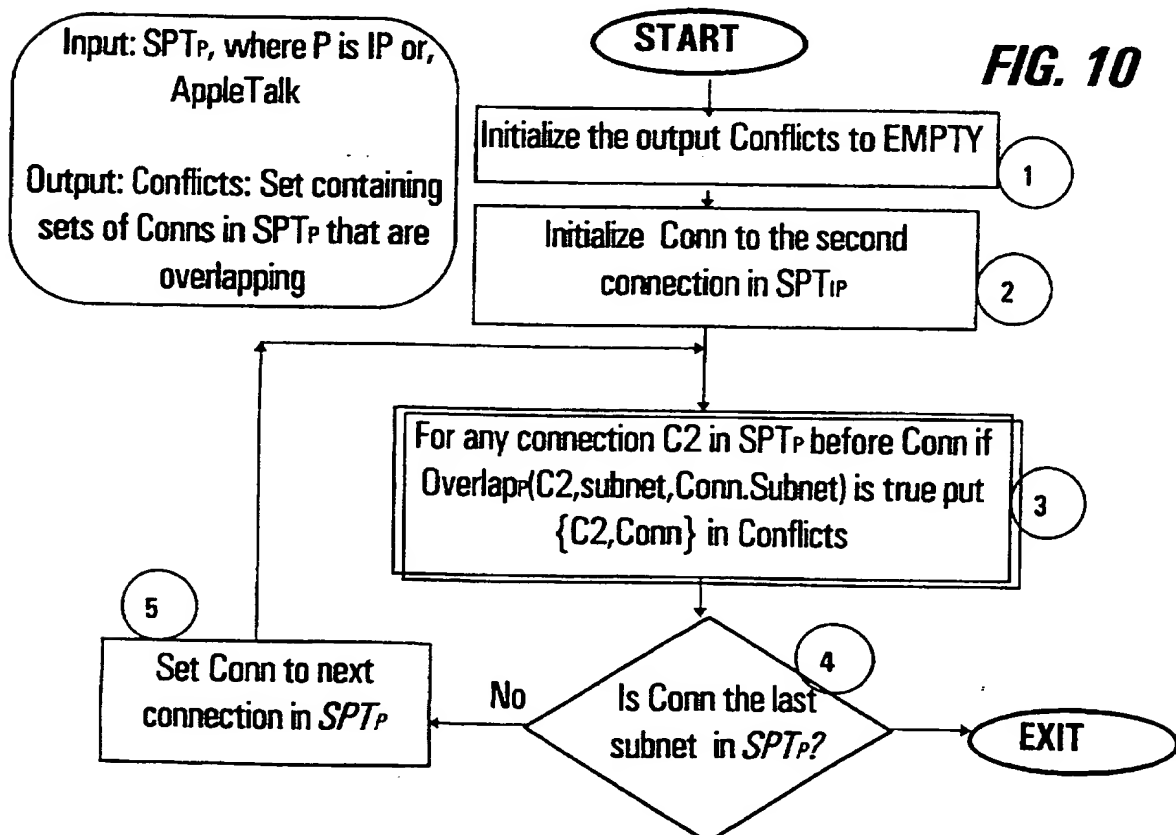 Input: SPTP, where P is IP or,
AppleTalk
Output: Conflicts: Set containing
sets of Conns in SPTP that are
overlapping
START
FIG. 10
Initialize the output Conflicts to EMPTY
1
Initialize Conn to the second
connection in SPTIP
2
For any connection C2 in SPTP before Conn if
OverlapP(C2,subnet,Conn.Subnet) is true put
{C2,Conn} in Conflicts
3
5
Set Conn to next
connection in SPTP
No
4
Is Conn the last
subnet in SPTP?
EXIT